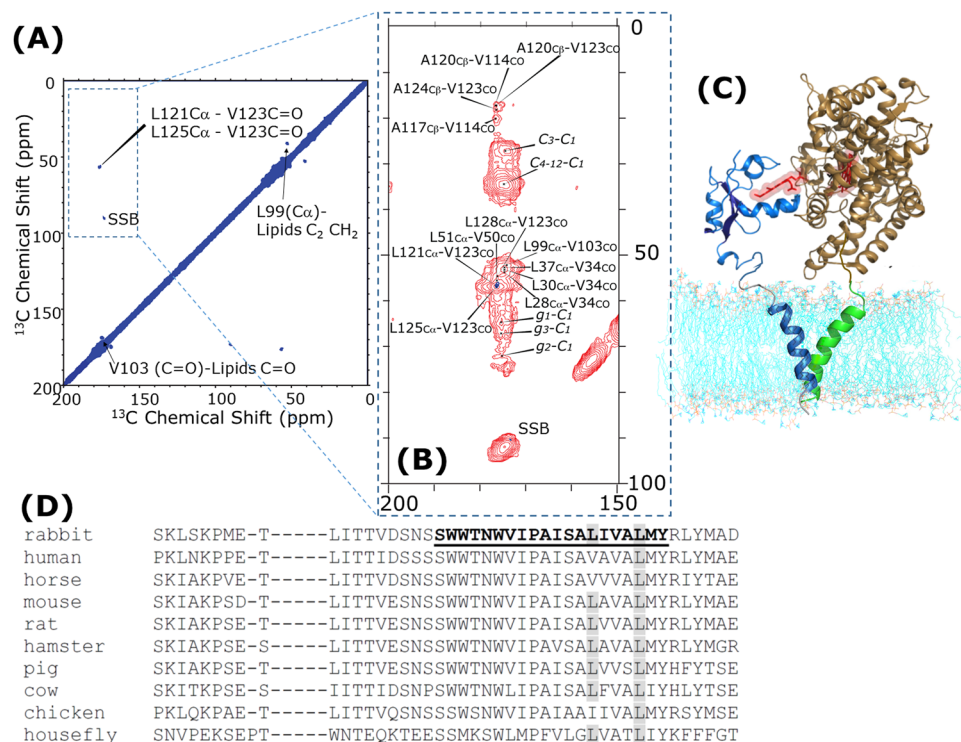 (A)
0
50
100
150
200
200
150
100
50
0
13C Chemical Shift (ppm)
13C Chemical Shift (ppm)
L121Cα - V123C=O
L125Cα - V123C=O
SSB
L99(Cα)-
Lipids C2 CH2
V103 (C=O)-Lipids C=O
(B)
0
50
100
200
150
A120Cβ-V123CO
A120Cβ-V114CO
A124Cβ-V123CO
A117Cβ-V114CO
C3-C1
C4-12-C1
L128Cα-V123CO
L51Cα-V50CO
L99Cα-V103CO
L121Cα-V123CO
L37Cα-V34CO
L30Cα-V34CO
L28Cα-V34CO
L125Cα-V123CO
g1-C1
g3-C1
g2-C1
SSB
(C)
(D)
rabbit SKLSKPME-T-----LITTVDSNSSWWTNWVIPAISALIVALMYRLYMAD
human PKLNKPPE-T-----LITTIDSSSSWWTNWVIPAISAVAVALMYRLYMAE
horse SKIAKPVE-T-----LITTVESNSSWWTNWVIPAISAVVVALMYRIYTAE
mouse SKIAKPSD-T-----LITTVESNSSWWTNWVIPAISALAVALMYRLYMAE
rat SKIAKPSE-T-----LITTVESNSSWWTNWVIPAISALAVALMYRLYMAE
hamster SKIAKPSE-S-----LITTVESNSSWWTNWVIPAISALVVALMYRLYMGR
pig SKIAKPSE-T-----LITTVESNSSWWTNWVIPAISALVVSLMYHFYTSE
cow SKITKPSE-S-----IITTIDSNPSWWTNWLIPAISALFVALIYHLYTSE
chicken PKLQKPAE-T-----LITTVQSNSSSWSNWVIPAIAAIIVALMYRSYMSE
housefly SNVPEKSEPT-----WNTEQKTEESSMKSWLMPFVLGLVATLIYKFFFGT